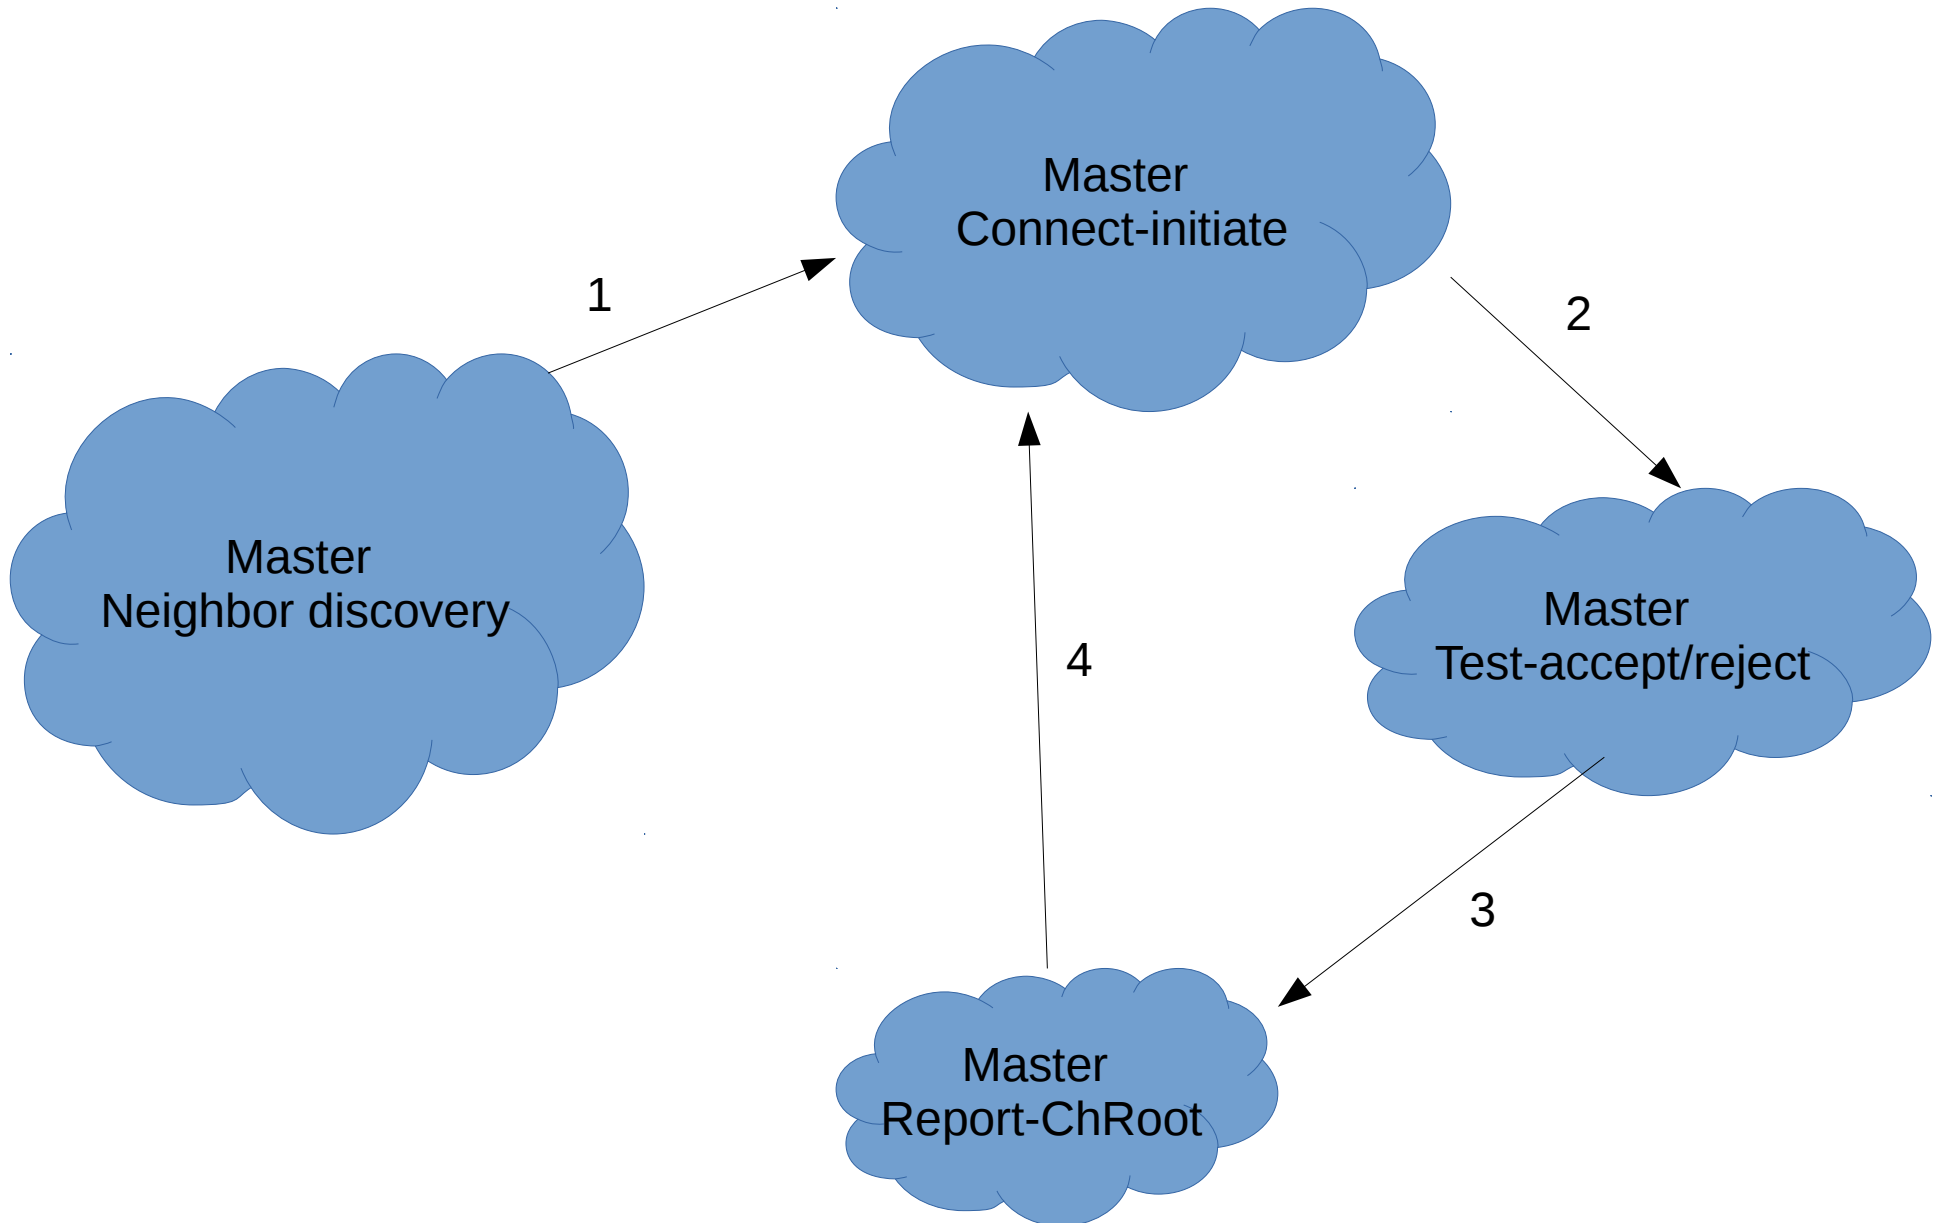 Master
Connect-initiate
1
2
Master
Neighbor discovery
Master
Test-accept/reject
4
3
Master
Report-ChRoot